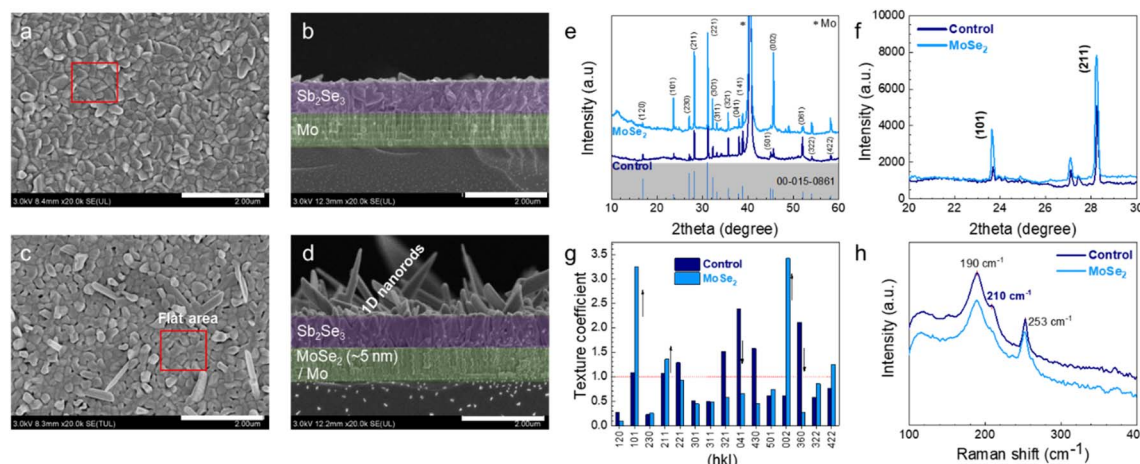 a
3.0kV 8.4mm x20.0k SE(UL)
2.00um
b
Sb2Se3
Mo
3.0kV 12.3mm x20.0k SE(UL)
2.00um
c
Flat area
3.0kV 8.3mm x20.0k SE(TUL)
2.00um
d
1D nanorods
Sb2Se3
MoSe2 (~5 nm)
/ Mo
3.0kV 12.2mm x20.0k SE(TUL)
2.00um
e
* Mo
*
(221)
(211)
(002)
(101)
(301)
(141)
(321)
(230)
(041)
(311)
(120)
(061)
MoSe2
(501)
(322)
(422)
Control
00-015-0861
Intensity (a.u)
10 20 30 40 50 60
2theta (degree)
f
Control
MoSe2
(211)
(101)
10000
8000
6000
4000
2000
0
Intensity (a.u.)
20 22 24 26 28 30
2theta (degree)
g
Control
MoSe2
3.5
3.0
2.5
2.0
1.5
1.0
0.5
0.0
Texture coefficient
120 101 230 211 221 301 311 321 041 430 501 002 360 322 422
(hkl)
h
Control
MoSe2
190 cm-1
210 cm-1
253 cm-1
Intensity (a.u.)
100 200 300 40
Raman shift (cm-1)